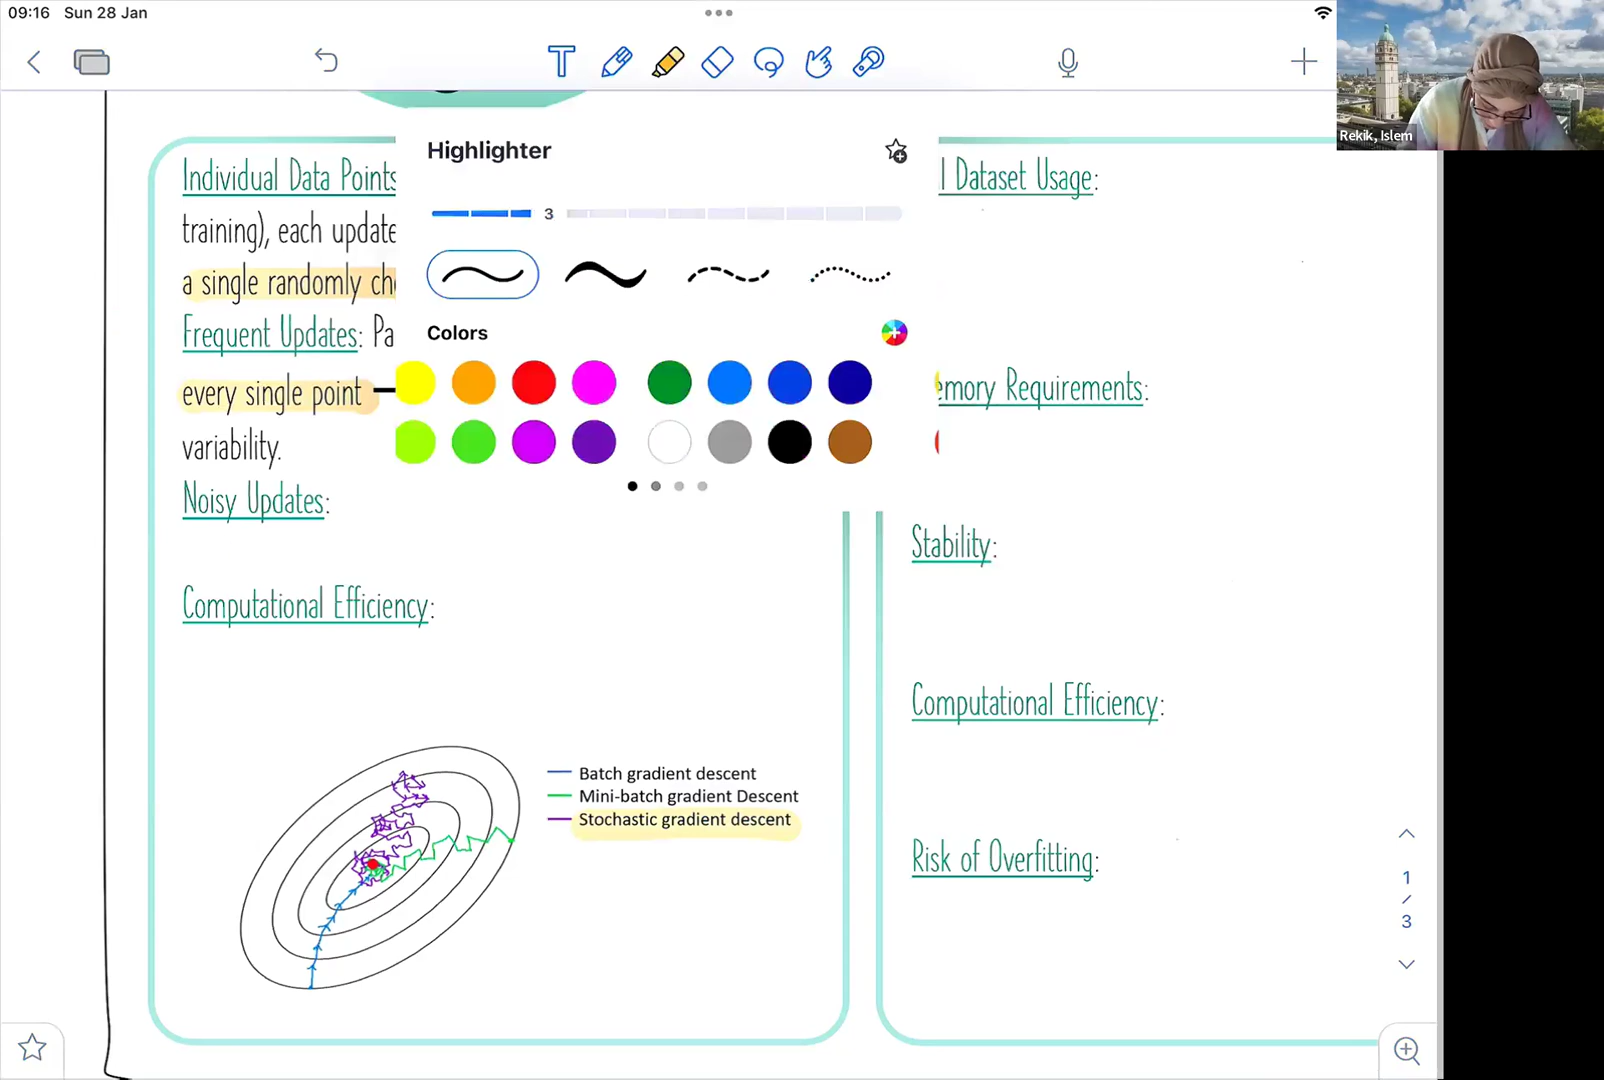 09:16 Sun 28 Jan
Rekik, Islem
Highlighter
3
Colors
Individual Data Points
training), each update
a single randomly ch
Frequent Updates: Pa
every single point
variability.
Noisy Updates:
Computational Efficiency:
Batch gradient descent
Mini-batch gradient Descent
Stochastic gradient descent
l Dataset Usage:
emory Requirements:
Stability:
Computational Efficiency:
Risk of Overfitting:
1
/
3